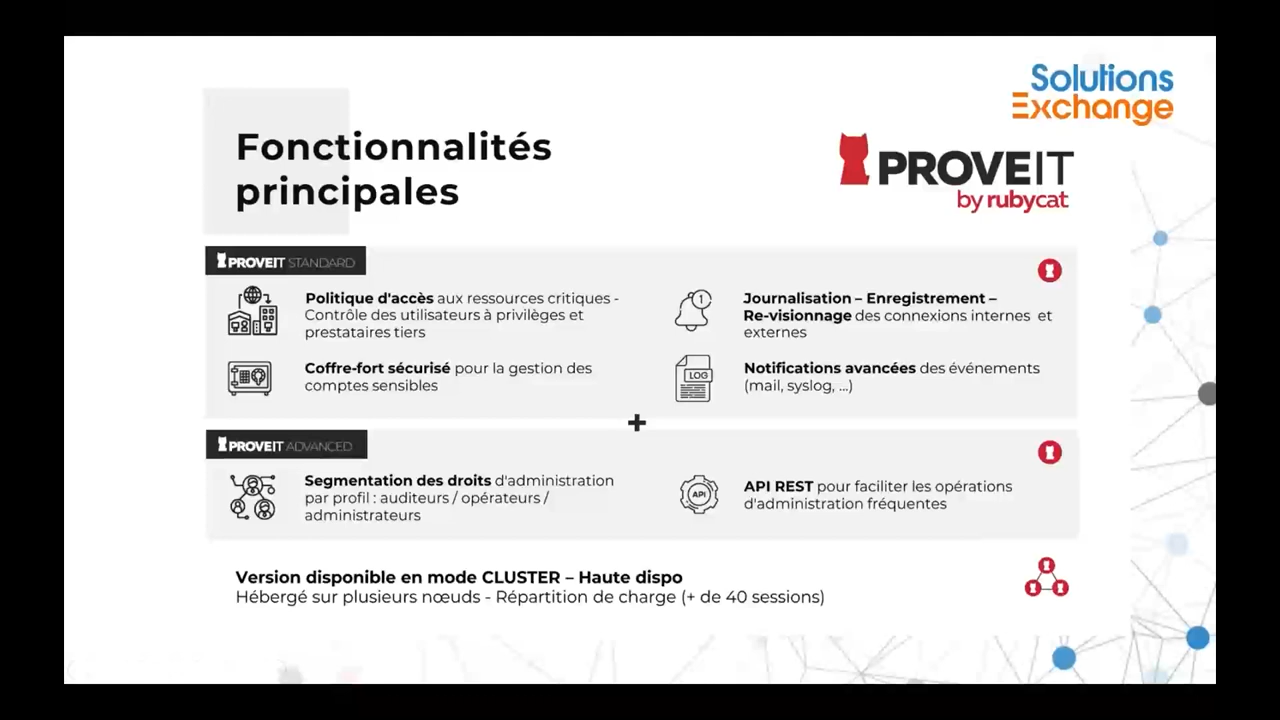 Solutions
Exchange
Fonctionnalités
principales
PROVEIT
by rubycat
PROVEIT STANDARD
Politique d'accès aux ressources critiques -
Contrôle des utilisateurs à privilèges et
prestataires tiers
1
Journalisation – Enregistrement –
Re-visionnage des connexions internes et
externes
Coffre-fort sécurisé pour la gestion des
comptes sensibles
LOG
Notifications avancées des événements
(mail, syslog, ...)
+
PROVEIT ADVANCED
Segmentation des droits d'administration
par profil : auditeurs / opérateurs /
administrateurs
API
API REST pour faciliter les opérations
d'administration fréquentes
Version disponible en mode CLUSTER – Haute dispo
Hébergé sur plusieurs nœuds - Répartition de charge (+ de 40 sessions)